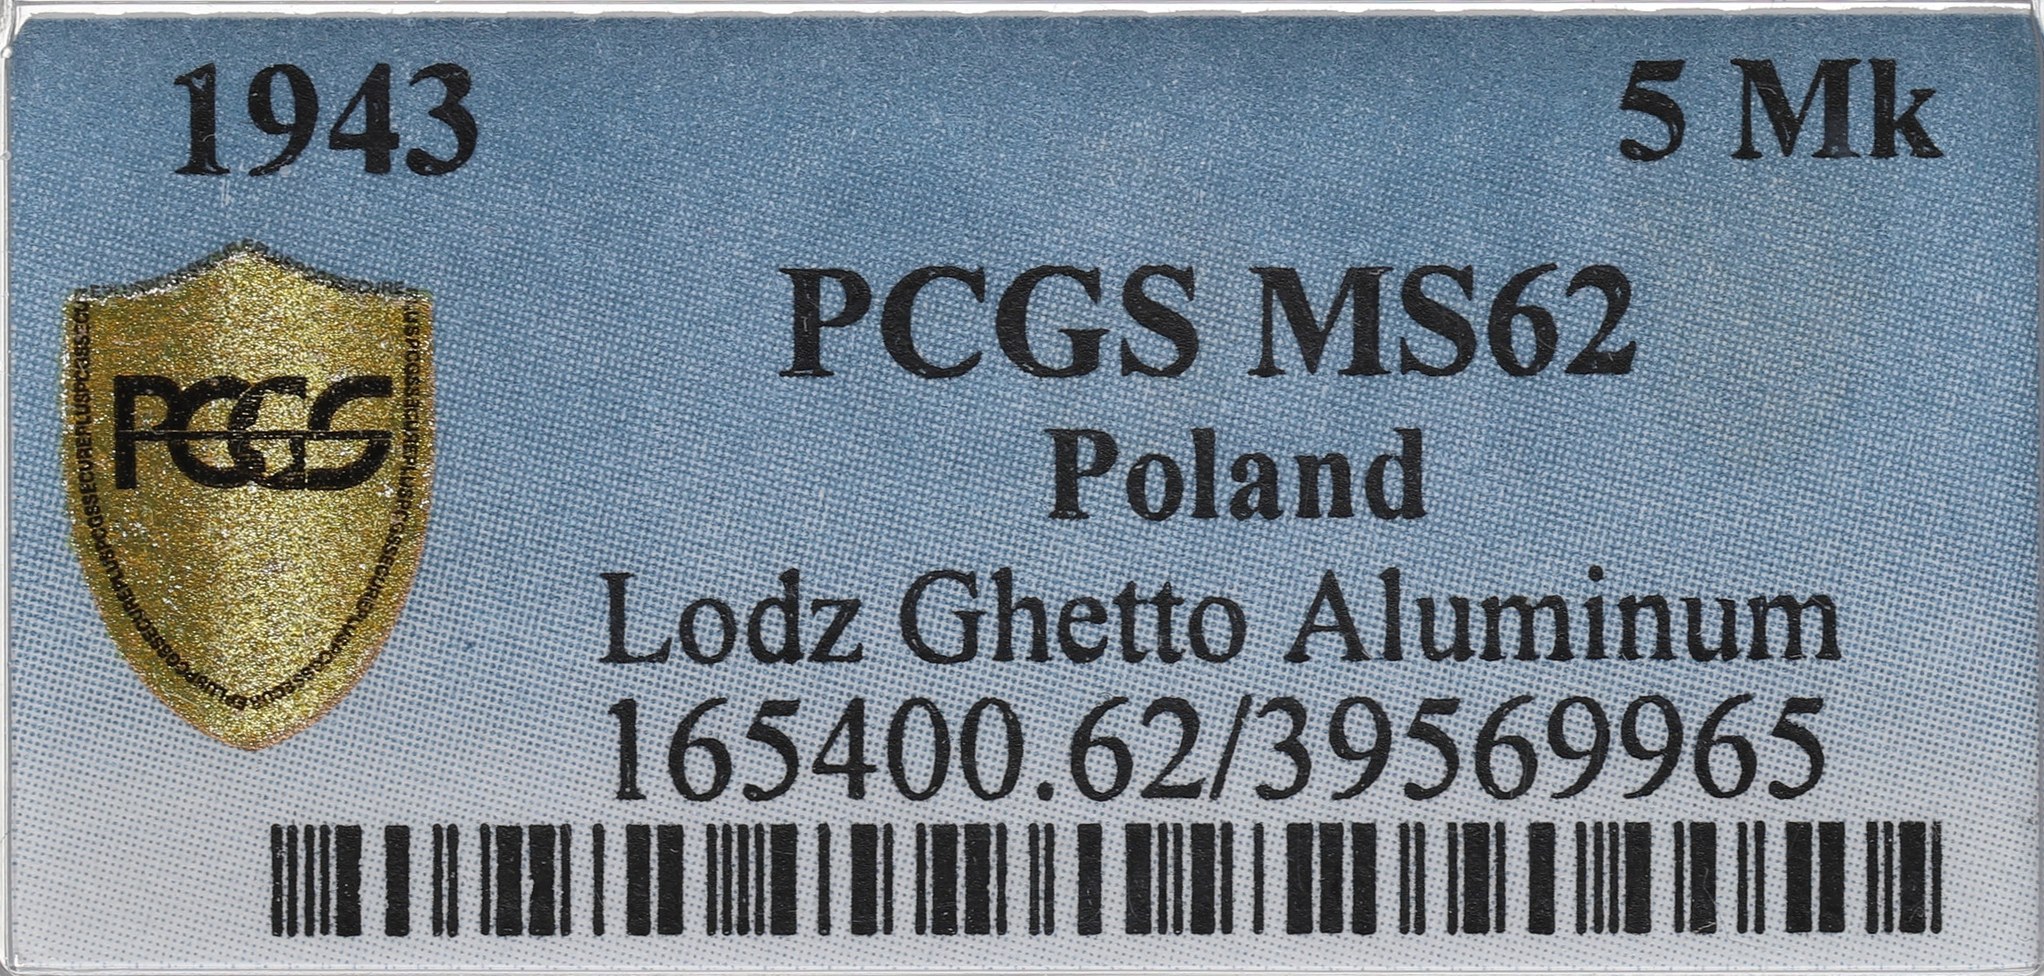 1943 5 Mk
PCGS MS62
PCGS
Poland
Lodz Ghetto Aluminum
165400.62/39569965